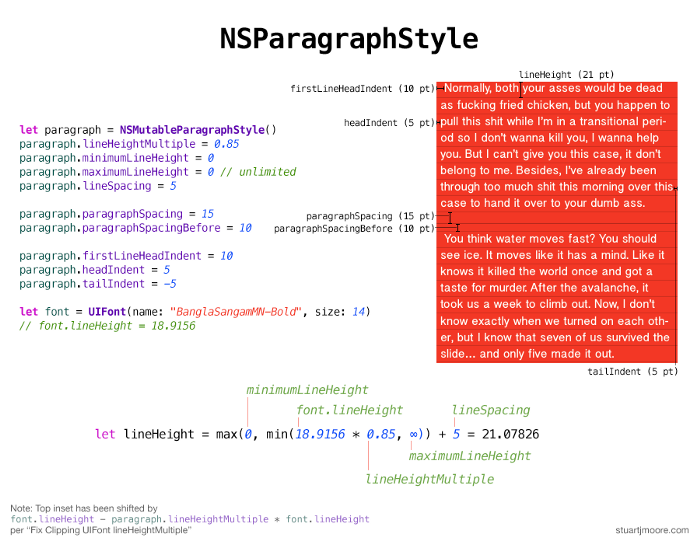 NSParagraphStyle
let paragraph = NSMutableParagraphStyle()
paragraph.lineHeightMultiple = 0.85
paragraph.minimumLineHeight = 0
paragraph.maximumLineHeight = 0 // unlimited
paragraph.lineSpacing = 5
paragraph.paragraphSpacing = 15
paragraph.paragraphSpacingBefore = 10
paragraph.firstLineHeadIndent = 10
paragraph.headIndent = 5
paragraph.tailIndent = -5
let font = UIFont(name: "BanglaSangamMN-Bold", size: 14)
// font.lineHeight = 18.9156
lineHeight (21 pt)
firstLineHeadIndent (10 pt)
headIndent (5 pt)
paragraphSpacing (15 pt)
paragraphSpacingBefore (10 pt)
Normally, both your asses would be dead
as fucking fried chicken, but you happen to
pull this shit while I'm in a transitional peri-
od so I don't wanna kill you, I wanna help
you. But I can't give you this case, it don't
belong to me. Besides, I've already been
through too much shit this morning over this
case to hand it over to your dumb ass.
You think water moves fast? You should
see ice. It moves like it has a mind. Like it
knows it killed the world once and got a
taste for murder. After the avalanche, it
took us a week to climb out. Now, I don't
know exactly when we turned on each oth-
er, but I know that seven of us survived the
slide... and only five made it out.
tailIndent (5 pt)
minimumLineHeight
font.lineHeight
lineSpacing
let lineHeight = max(0, min(18.9156 * 0.85, ∞)) + 5 = 21.07826
maximumLineHeight
lineHeightMultiple
Note: Top inset has been shifted by
font.lineHeight - paragraph.lineHeightMultiple * font.lineHeight
per "Fix Clipping UIFont lineHeightMultiple"
stuartjmoore.com